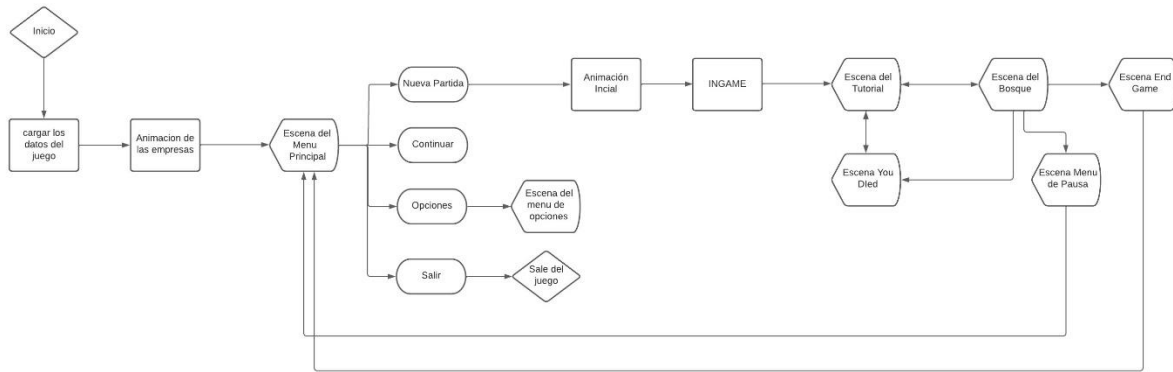 Inicio
cargar los
datos del
juego
Animacion de
las empresas
Escena del
Menu
Principal
Nueva Partida
Continuar
Opciones
Salir
Escena del
menu de
opciones
Sale del
juego
Animación
Incial
INGAME
Escena del
Tutorial
Escena You
DIed
Escena del
Bosque
Escena Menu
de Pausa
Escena End
Game